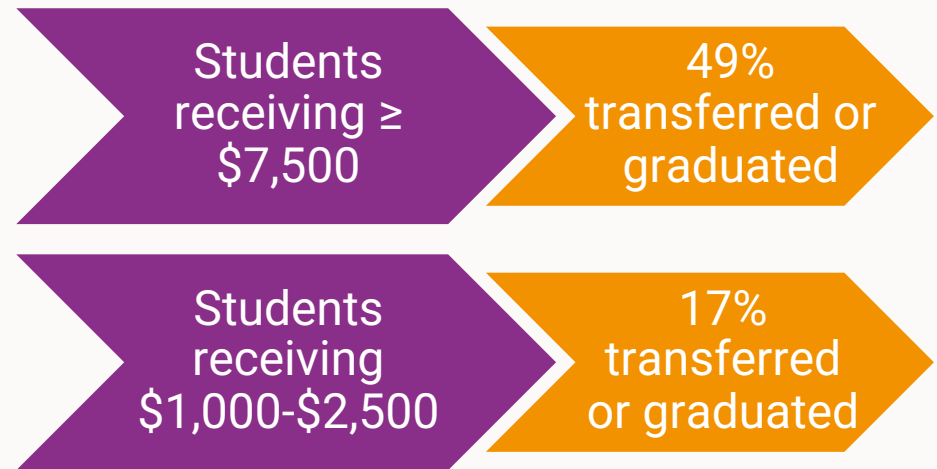 Students
receiving ≥
$7,500
49%
transferred or
graduated
Students
receiving
$1,000-$2,500
17%
transferred
or graduated